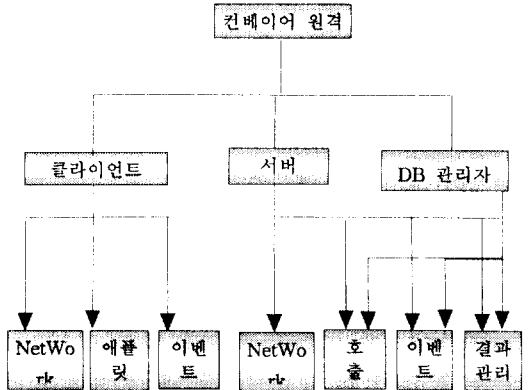 컨베이어 원격
클라이언트
서버
DB 관리자
NetWo
rk
애플
릿
이벤
트
NetWo
rk
호
출
이벤
트
결과
관리